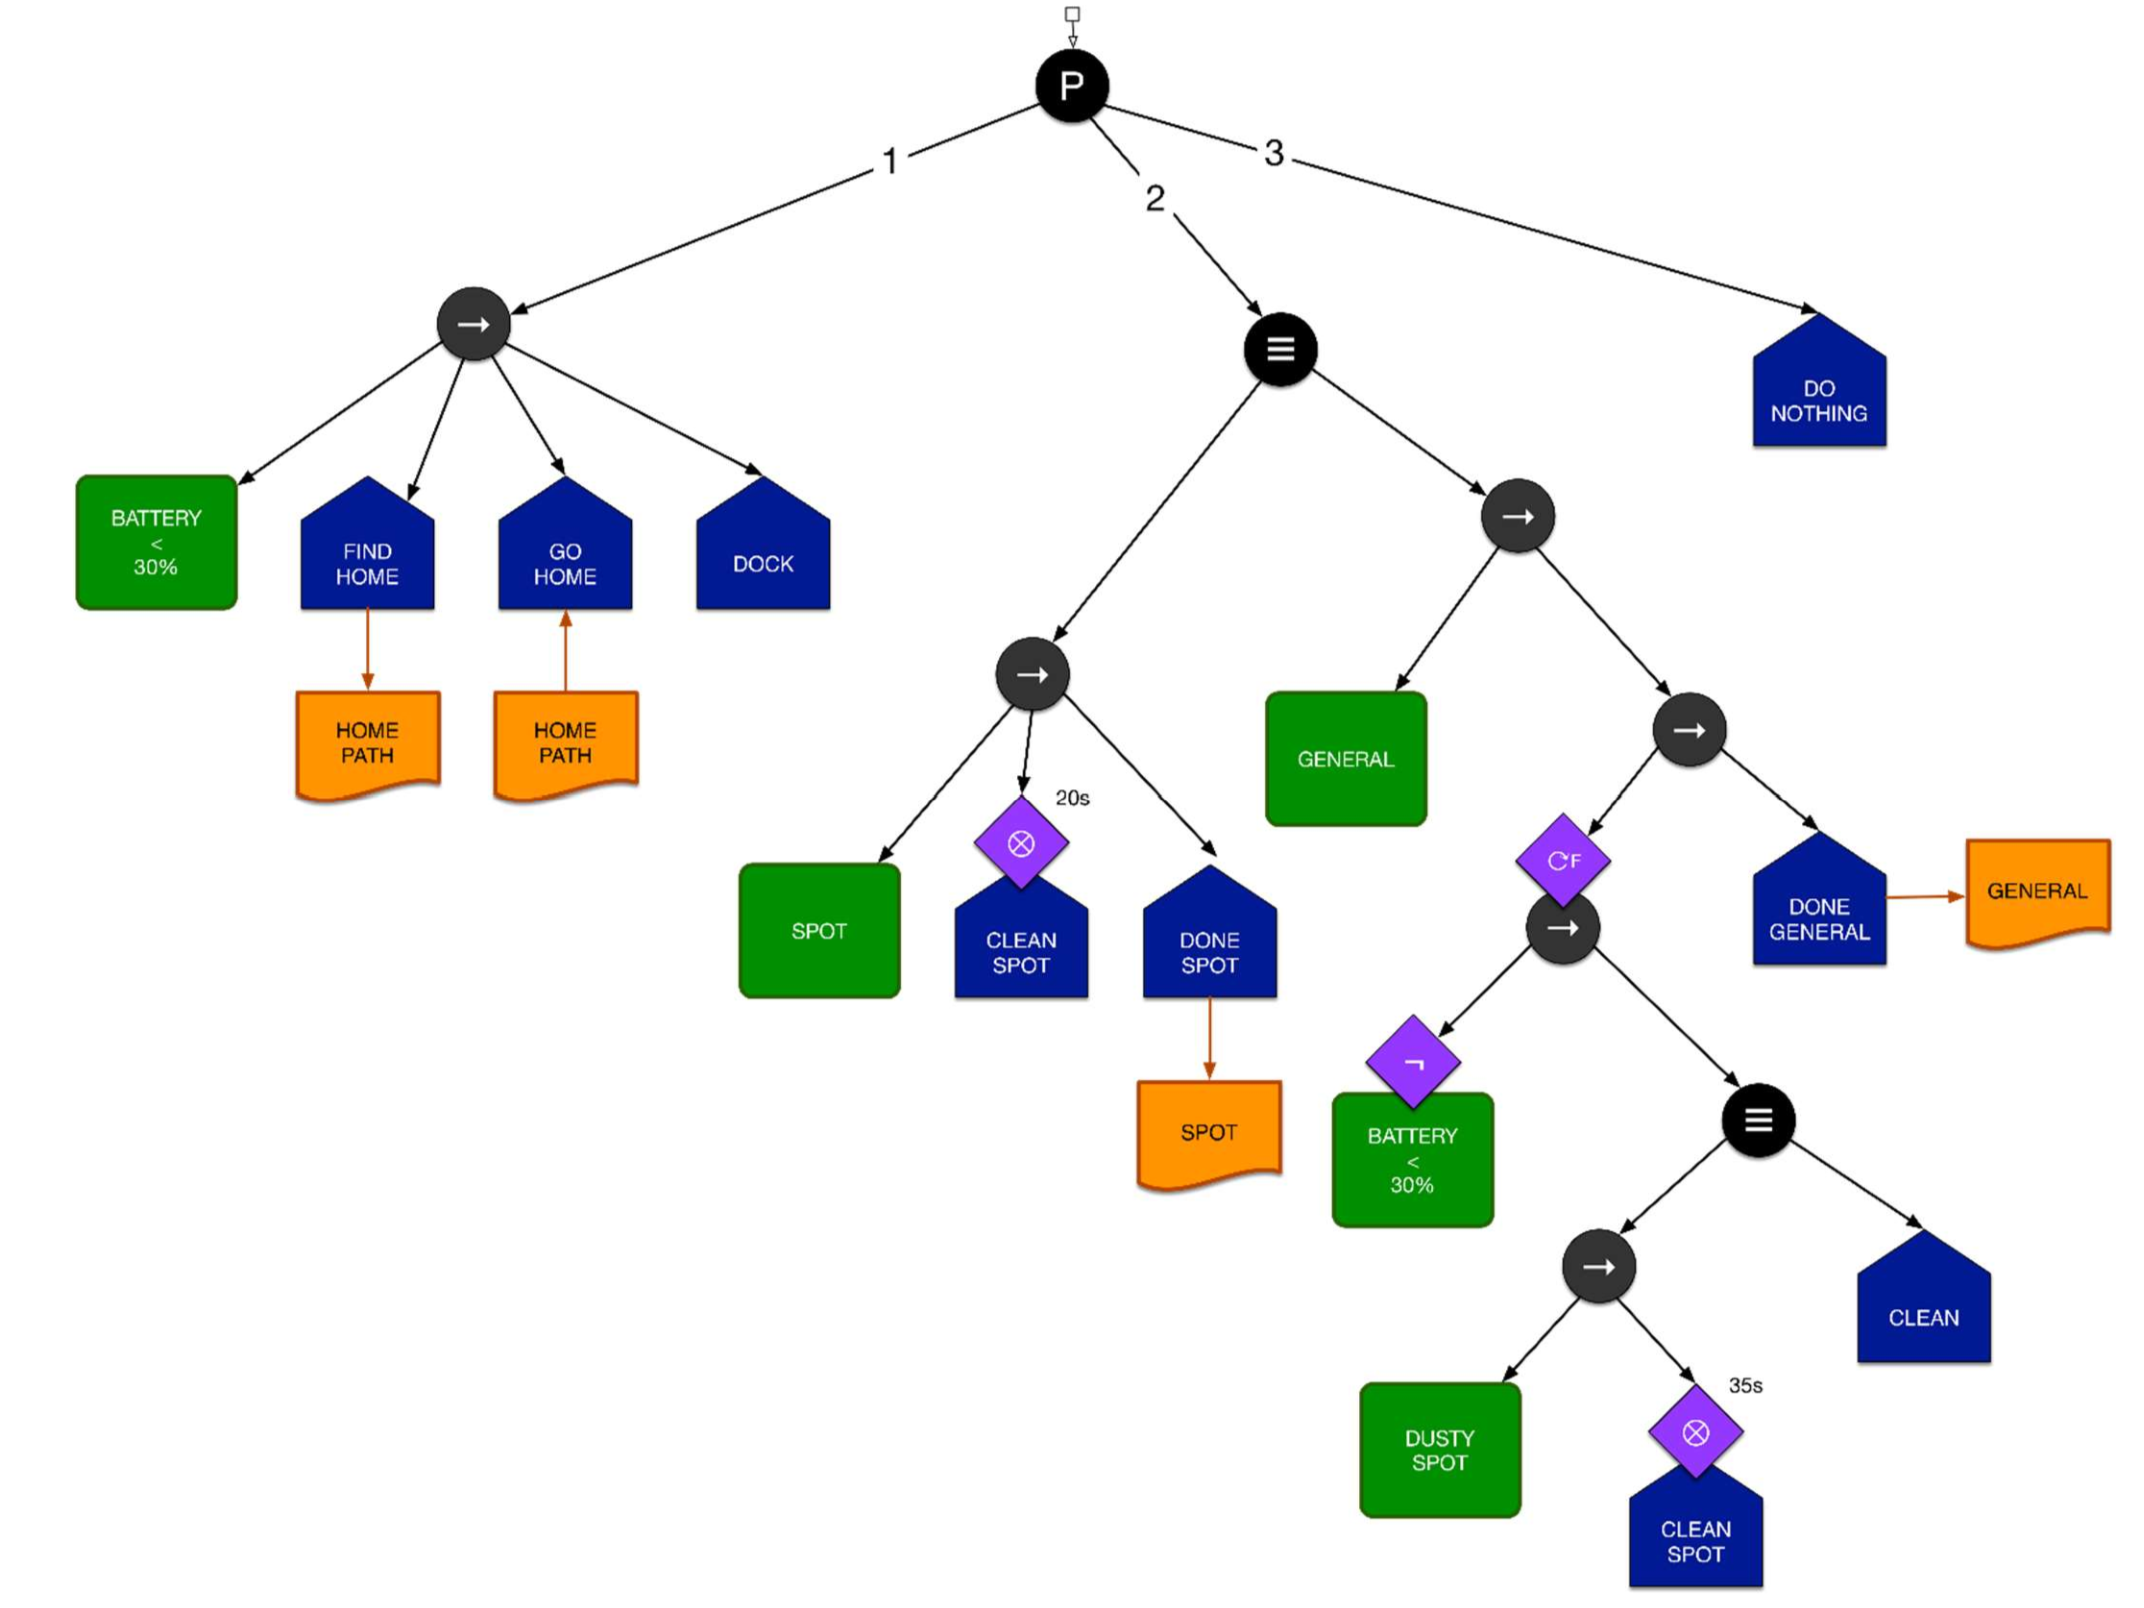 P
1
2
3
→
≡
DO
NOTHING
BATTERY
<
30%
FIND
HOME
GO
HOME
DOCK
→
HOME
PATH
HOME
PATH
→
GENERAL
→
20s
⊗
SPOT
CLEAN
SPOT
DONE
SPOT
⟳F
→
DONE
GENERAL
GENERAL
SPOT
¬
BATTERY
<
30%
≡
→
CLEAN
DUSTY
SPOT
35s
⊗
CLEAN
SPOT